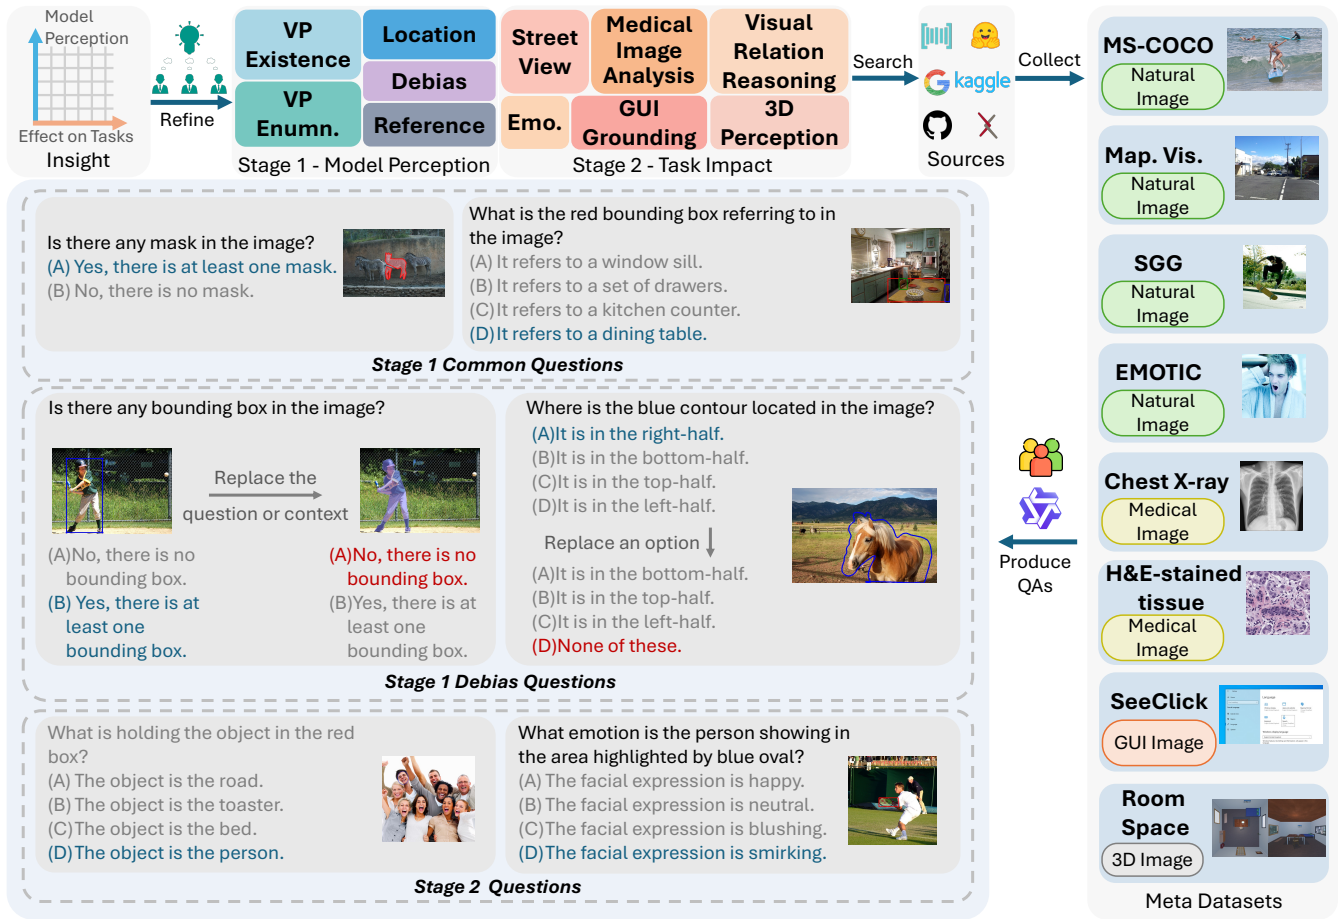 Model
Perception
Effect on Tasks
Insight
Refine
VP
Existence
Location
Debias
VP
Enumn.
Reference
Stage 1 - Model Perception
Street
View
Medical
Image
Analysis
Visual
Relation
Reasoning
Emo.
GUI
Grounding
3D
Perception
Stage 2 - Task Impact
Search
Google kaggle
Sources
Collect
MS-COCO
Natural
Image
Map. Vis.
Natural
Image
SGG
Natural
Image
EMOTIC
Natural
Image
Chest X-ray
Medical
Image
H&E-stained
tissue
Medical
Image
SeeClick
GUI Image
Room
Space
3D Image
Meta Datasets
Produce
QAs
Is there any mask in the image?
(A) Yes, there is at least one mask.
(B) No, there is no mask.
What is the red bounding box referring to in
the image?
(A) It refers to a window sill.
(B) It refers to a set of drawers.
(C) It refers to a kitchen counter.
(D) It refers to a dining table.
Stage 1 Common Questions
Is there any bounding box in the image?
Replace the
question or context
(A)No, there is no
bounding box.
(B) Yes, there is at
least one
bounding box.
(A)No, there is no
bounding box.
(B)Yes, there is at
least one
bounding box.
Where is the blue contour located in the image?
(A)It is in the right-half.
(B)It is in the bottom-half.
(C)It is in the top-half.
(D)It is in the left-half.
Replace an option
(A)It is in the bottom-half.
(B)It is in the top-half.
(C)It is in the left-half.
(D)None of these.
Stage 1 Debias Questions
What is holding the object in the red
box?
(A) The object is the road.
(B) The object is the toaster.
(C)The object is the bed.
(D)The object is the person.
What emotion is the person showing in
the area highlighted by blue oval?
(A) The facial expression is happy.
(B) The facial expression is neutral.
(C)The facial expression is blushing.
(D)The facial expression is smirking.
Stage 2 Questions